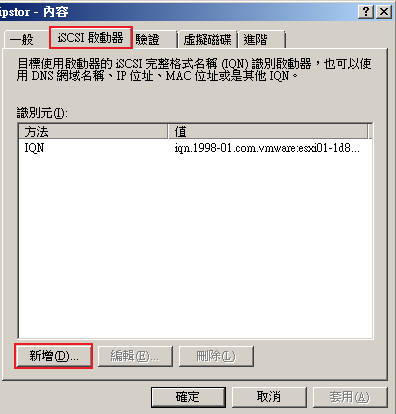 ipstor - 內容
一般 iSCSI 啟動器 驗證 虛擬磁碟 進階
目標使用啟動器的 iSCSI 完整格式名稱 (IQN) 識別啟動器，也可以使
用 DNS 網域名稱、IP 位址、MAC 位址或是其他 IQN。
識別元(I):
方法 值
IQN iqn.1998-01.com.vmware:esxi01-1d8...
新增(D)... 編輯(E)... 刪除(L)
確定 取消 套用(A)